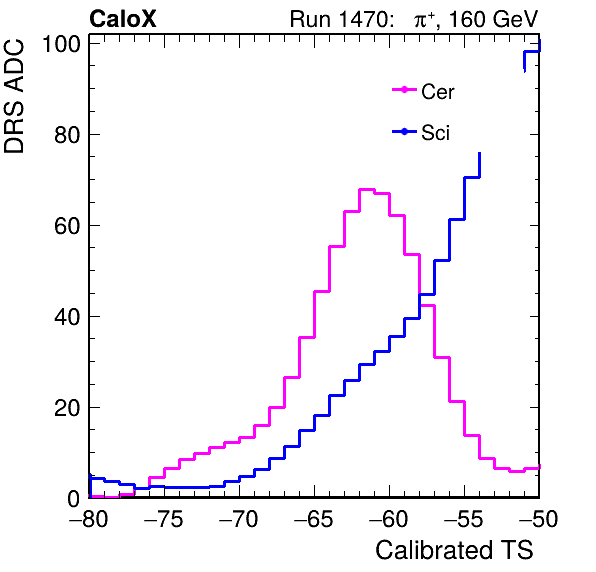 CaloX Run 1470: π⁺, 160 GeV
DRS ADC
100
80
60
40
20
0
Cer
Sci
−80 −75 −70 −65 −60 −55 −50
Calibrated TS